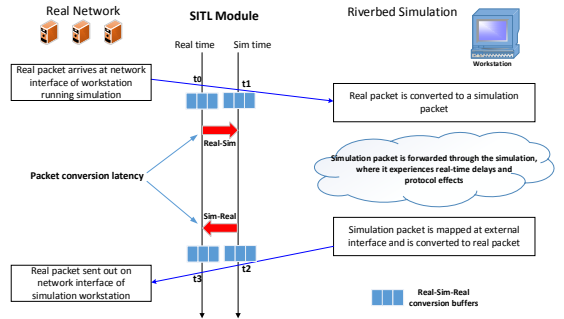 Real Network
SITL Module
Riverbed Simulation
Real time
Sim time
Workstation
Real packet arrives at network
interface of workstation
running simulation
t0
t1
Real packet is converted to a simulation
packet
Real-Sim
Simulation packet is forwarded through the simulation,
where it experiences real-time delays and
protocol effects
Packet conversion latency
Sim-Real
Simulation packet is mapped at external
interface and is converted to real packet
Real packet sent out on
network interface of
simulation workstation
t3
t2
Real-Sim-Real
conversion buffers